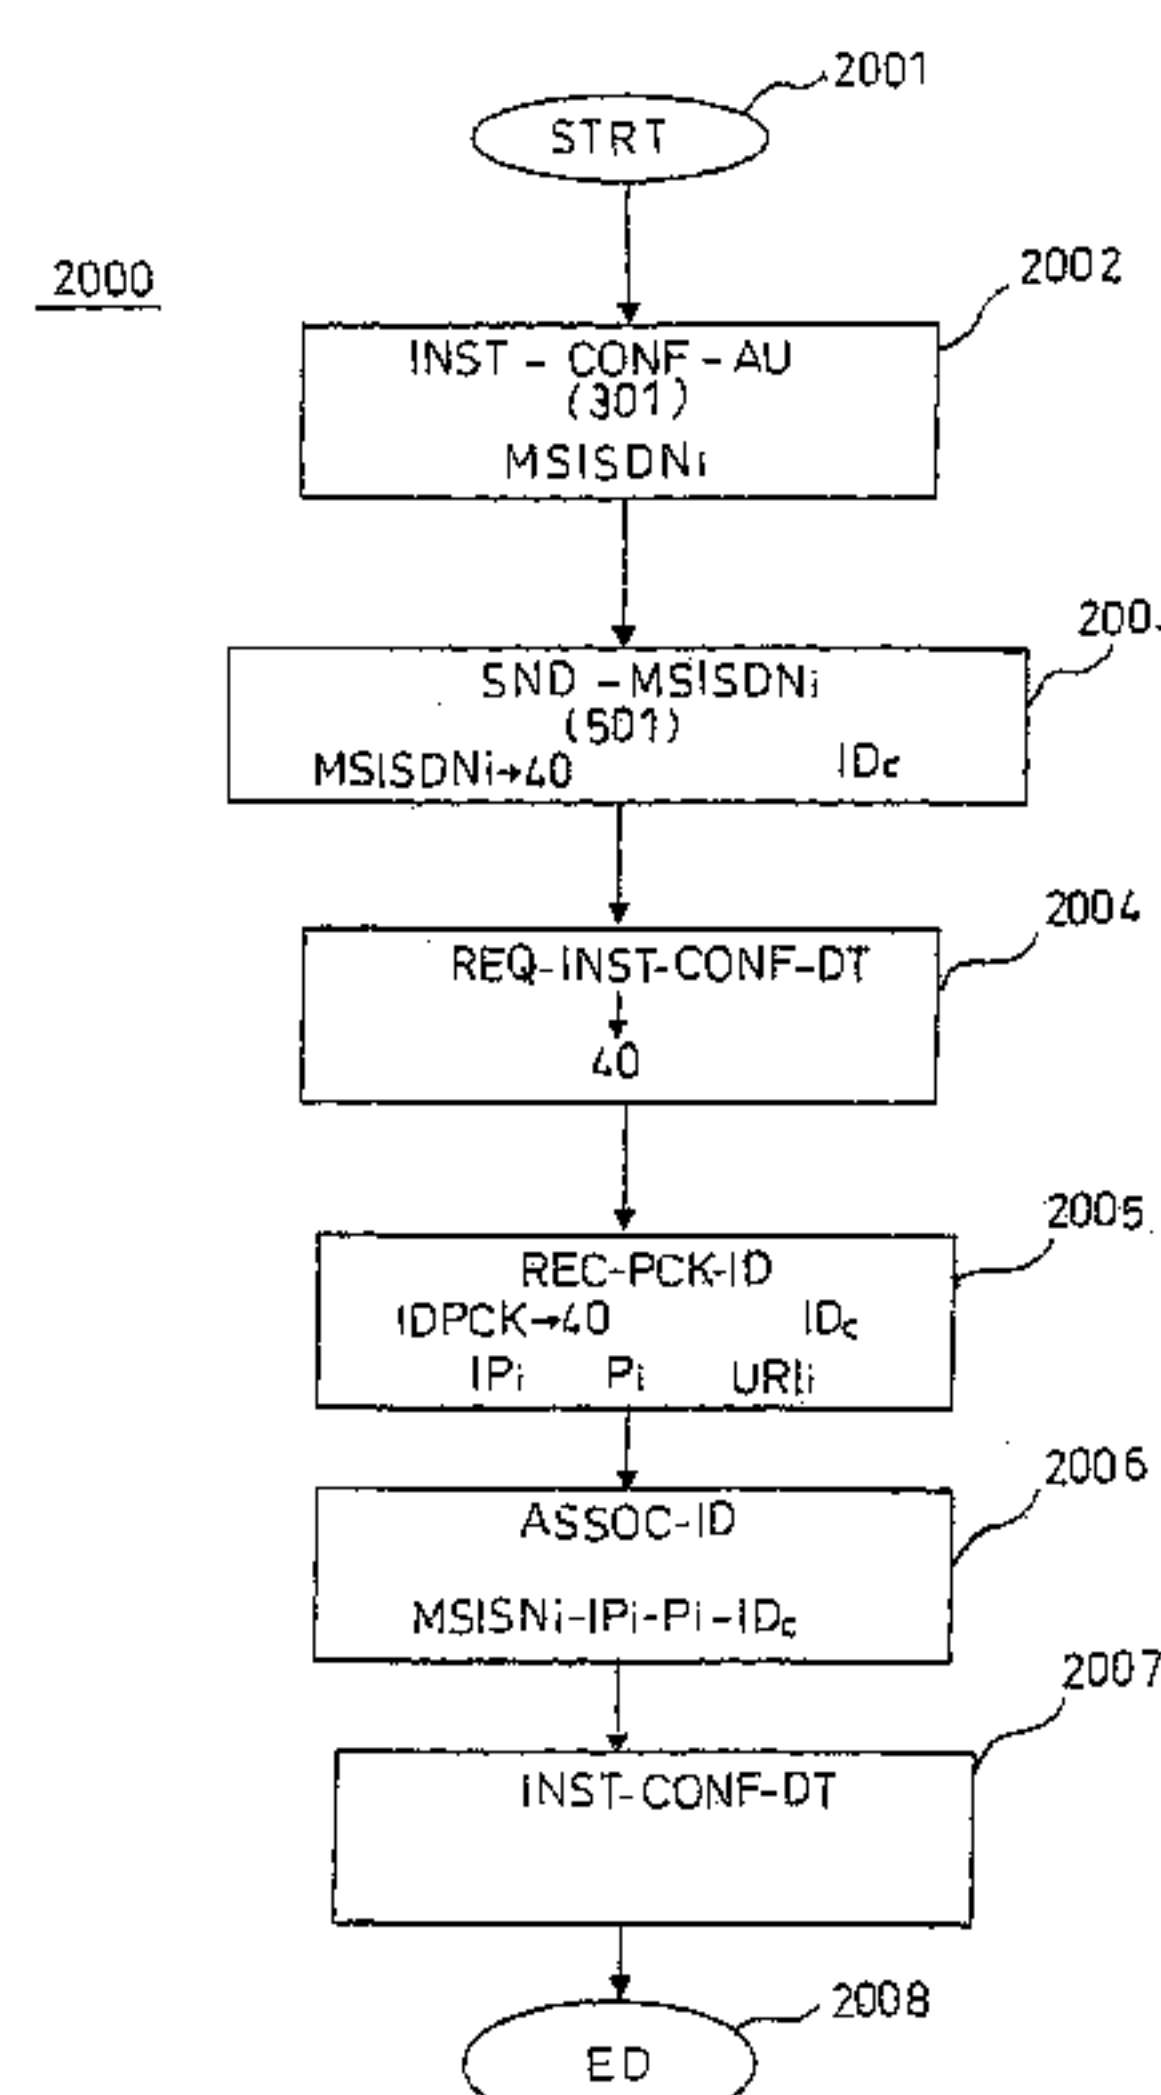 2001
STRT
2000
2002
INST - CONF - AU
(301)
MSISDNi
SND - MSISDNi
(501)
MSISDNi→40 IDc
2004
REQ-INST-CONF-DT
40
2005
REC-PCK-ID
IDPCK→40 IDc
IPi Pi URIi
2006
ASSOC-ID
MSISNi-IPi-Pi-IDc
2007
INST-CONF-DT
2008
ED